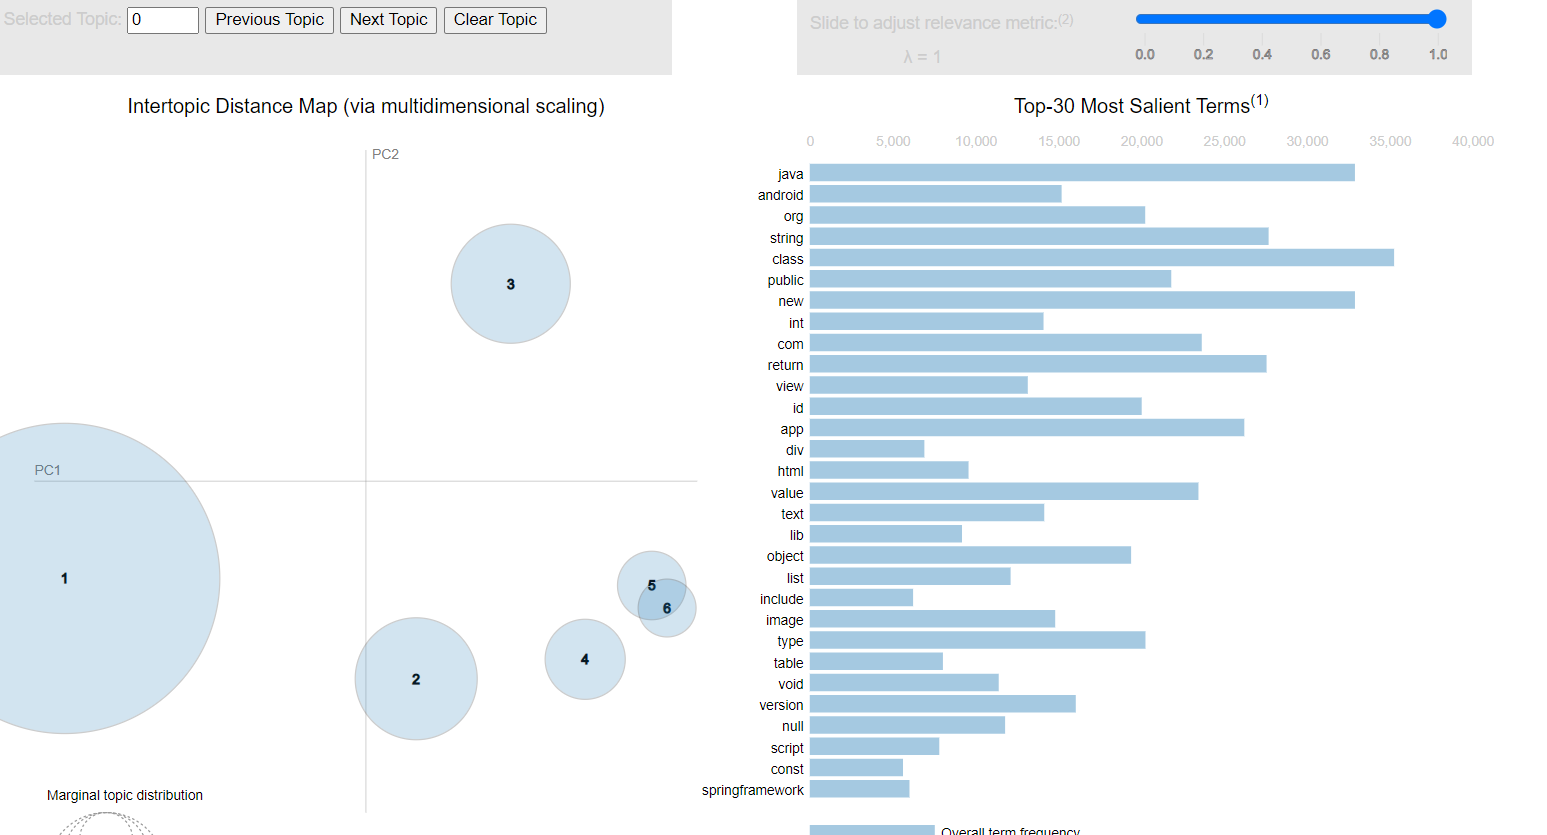 Selected Topic: 0 Previous Topic Next Topic Clear Topic
Slide to adjust relevance metric:(2)
λ = 1
0.0 0.2 0.4 0.6 0.8 1.0
Intertopic Distance Map (via multidimensional scaling)
PC2
3
PC1
1
5
6
4
2
Marginal topic distribution
Top-30 Most Salient Terms(1)
0 5,000 10,000 15,000 20,000 25,000 30,000 35,000 40,000
java
android
org
string
class
public
new
int
com
return
view
id
app
div
html
value
text
lib
object
list
include
image
type
table
void
version
null
script
const
springframework
Overall term frequency